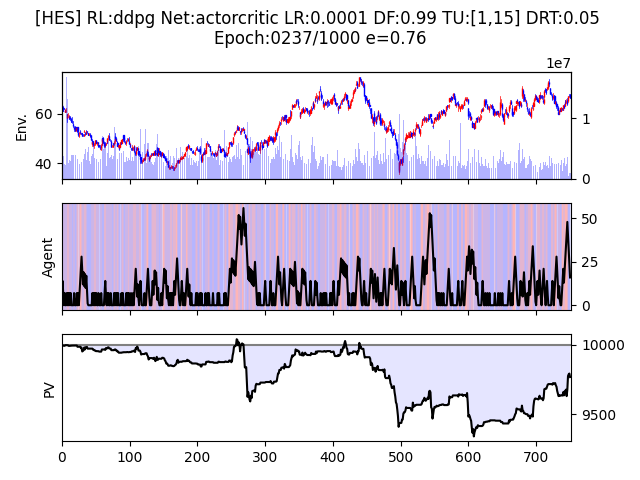 [HES] RL:ddpg Net:actorcritic LR:0.0001 DF:0.99 TU:[1,15] DRT:0.05
Epoch:0237/1000 e=0.76
1e7
Env.
60
40
1
0
Agent
50
25
0
PV
10000
9500
0 100 200 300 400 500 600 700